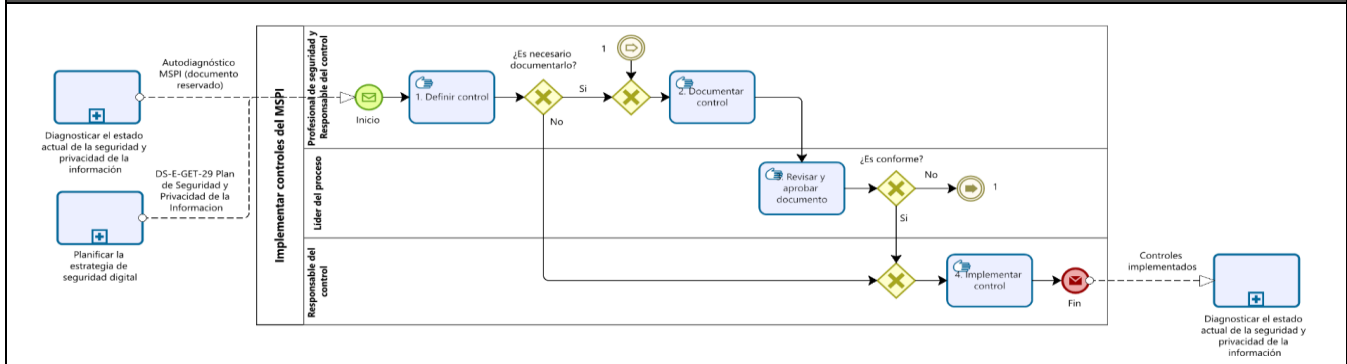 Autodiagnóstico
MSPI (documento
reservado)
Diagnosticar el estado
actual de la seguridad y
privacidad de la
información
DS-E-GET-29 Plan
de Seguridad y
Privacidad de la
Informacion
Planificar la
estrategia de
seguridad digital
Implementar controles del MSPI
Profesional de seguridad y
Responsable del control
Inicio
1. Definir control
¿Es necesario
documentarlo?
Si
No
1
2. Documentar
control
Lider del proceso
Revisar y
aprobar
documento
¿Es conforme?
No
1
Si
Responsable del
control
4. Implementar
control
Fin
Controles
implementados
Diagnosticar el estado
actual de la seguridad y
privacidad de la
información